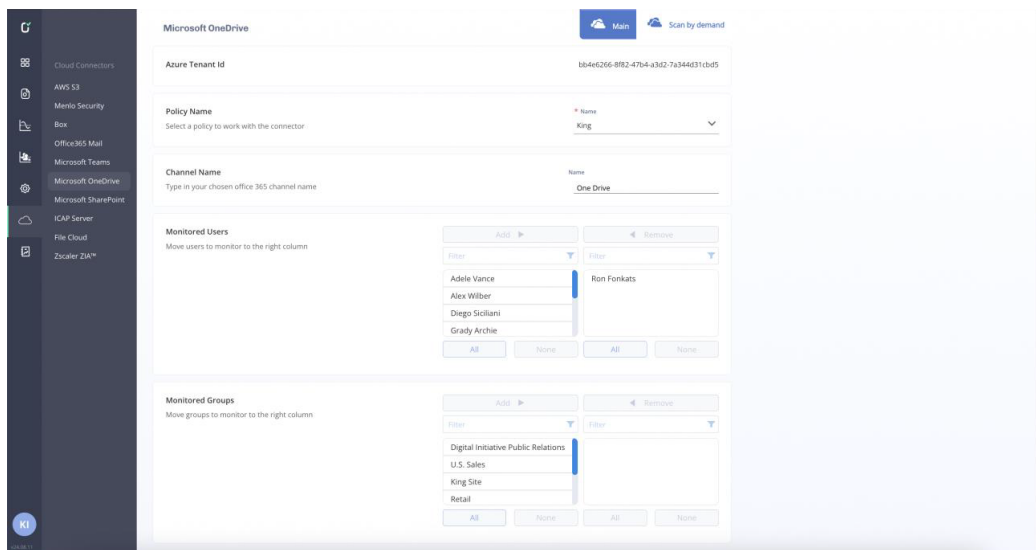 Microsoft OneDrive
Main
Scan by demand
Cloud Connectors
AWS S3
Menlo Security
Box
Office365 Mail
Microsoft Teams
Microsoft OneDrive
Microsoft SharePoint
ICAP Server
File Cloud
Zscaler ZIA™
KI
Azure Tenant Id
bb4e6266-8f82-47b4-a3d2-7a344d31cbd5
Policy Name
Select a policy to work with the connector
* Name
King
Channel Name
Type in your chosen office 365 channel name
Name
One Drive
Monitored Users
Move users to monitor to the right column
Add
Remove
Filter
Filter
Adele Vance
Alex Wilber
Diego Siciliani
Grady Archie
Ron Fonkats
All
None
All
None
Monitored Groups
Move groups to monitor to the right column
Add
Remove
Filter
Filter
Digital Initiative Public Relations
U.S. Sales
King Site
Retail
All
None
All
None